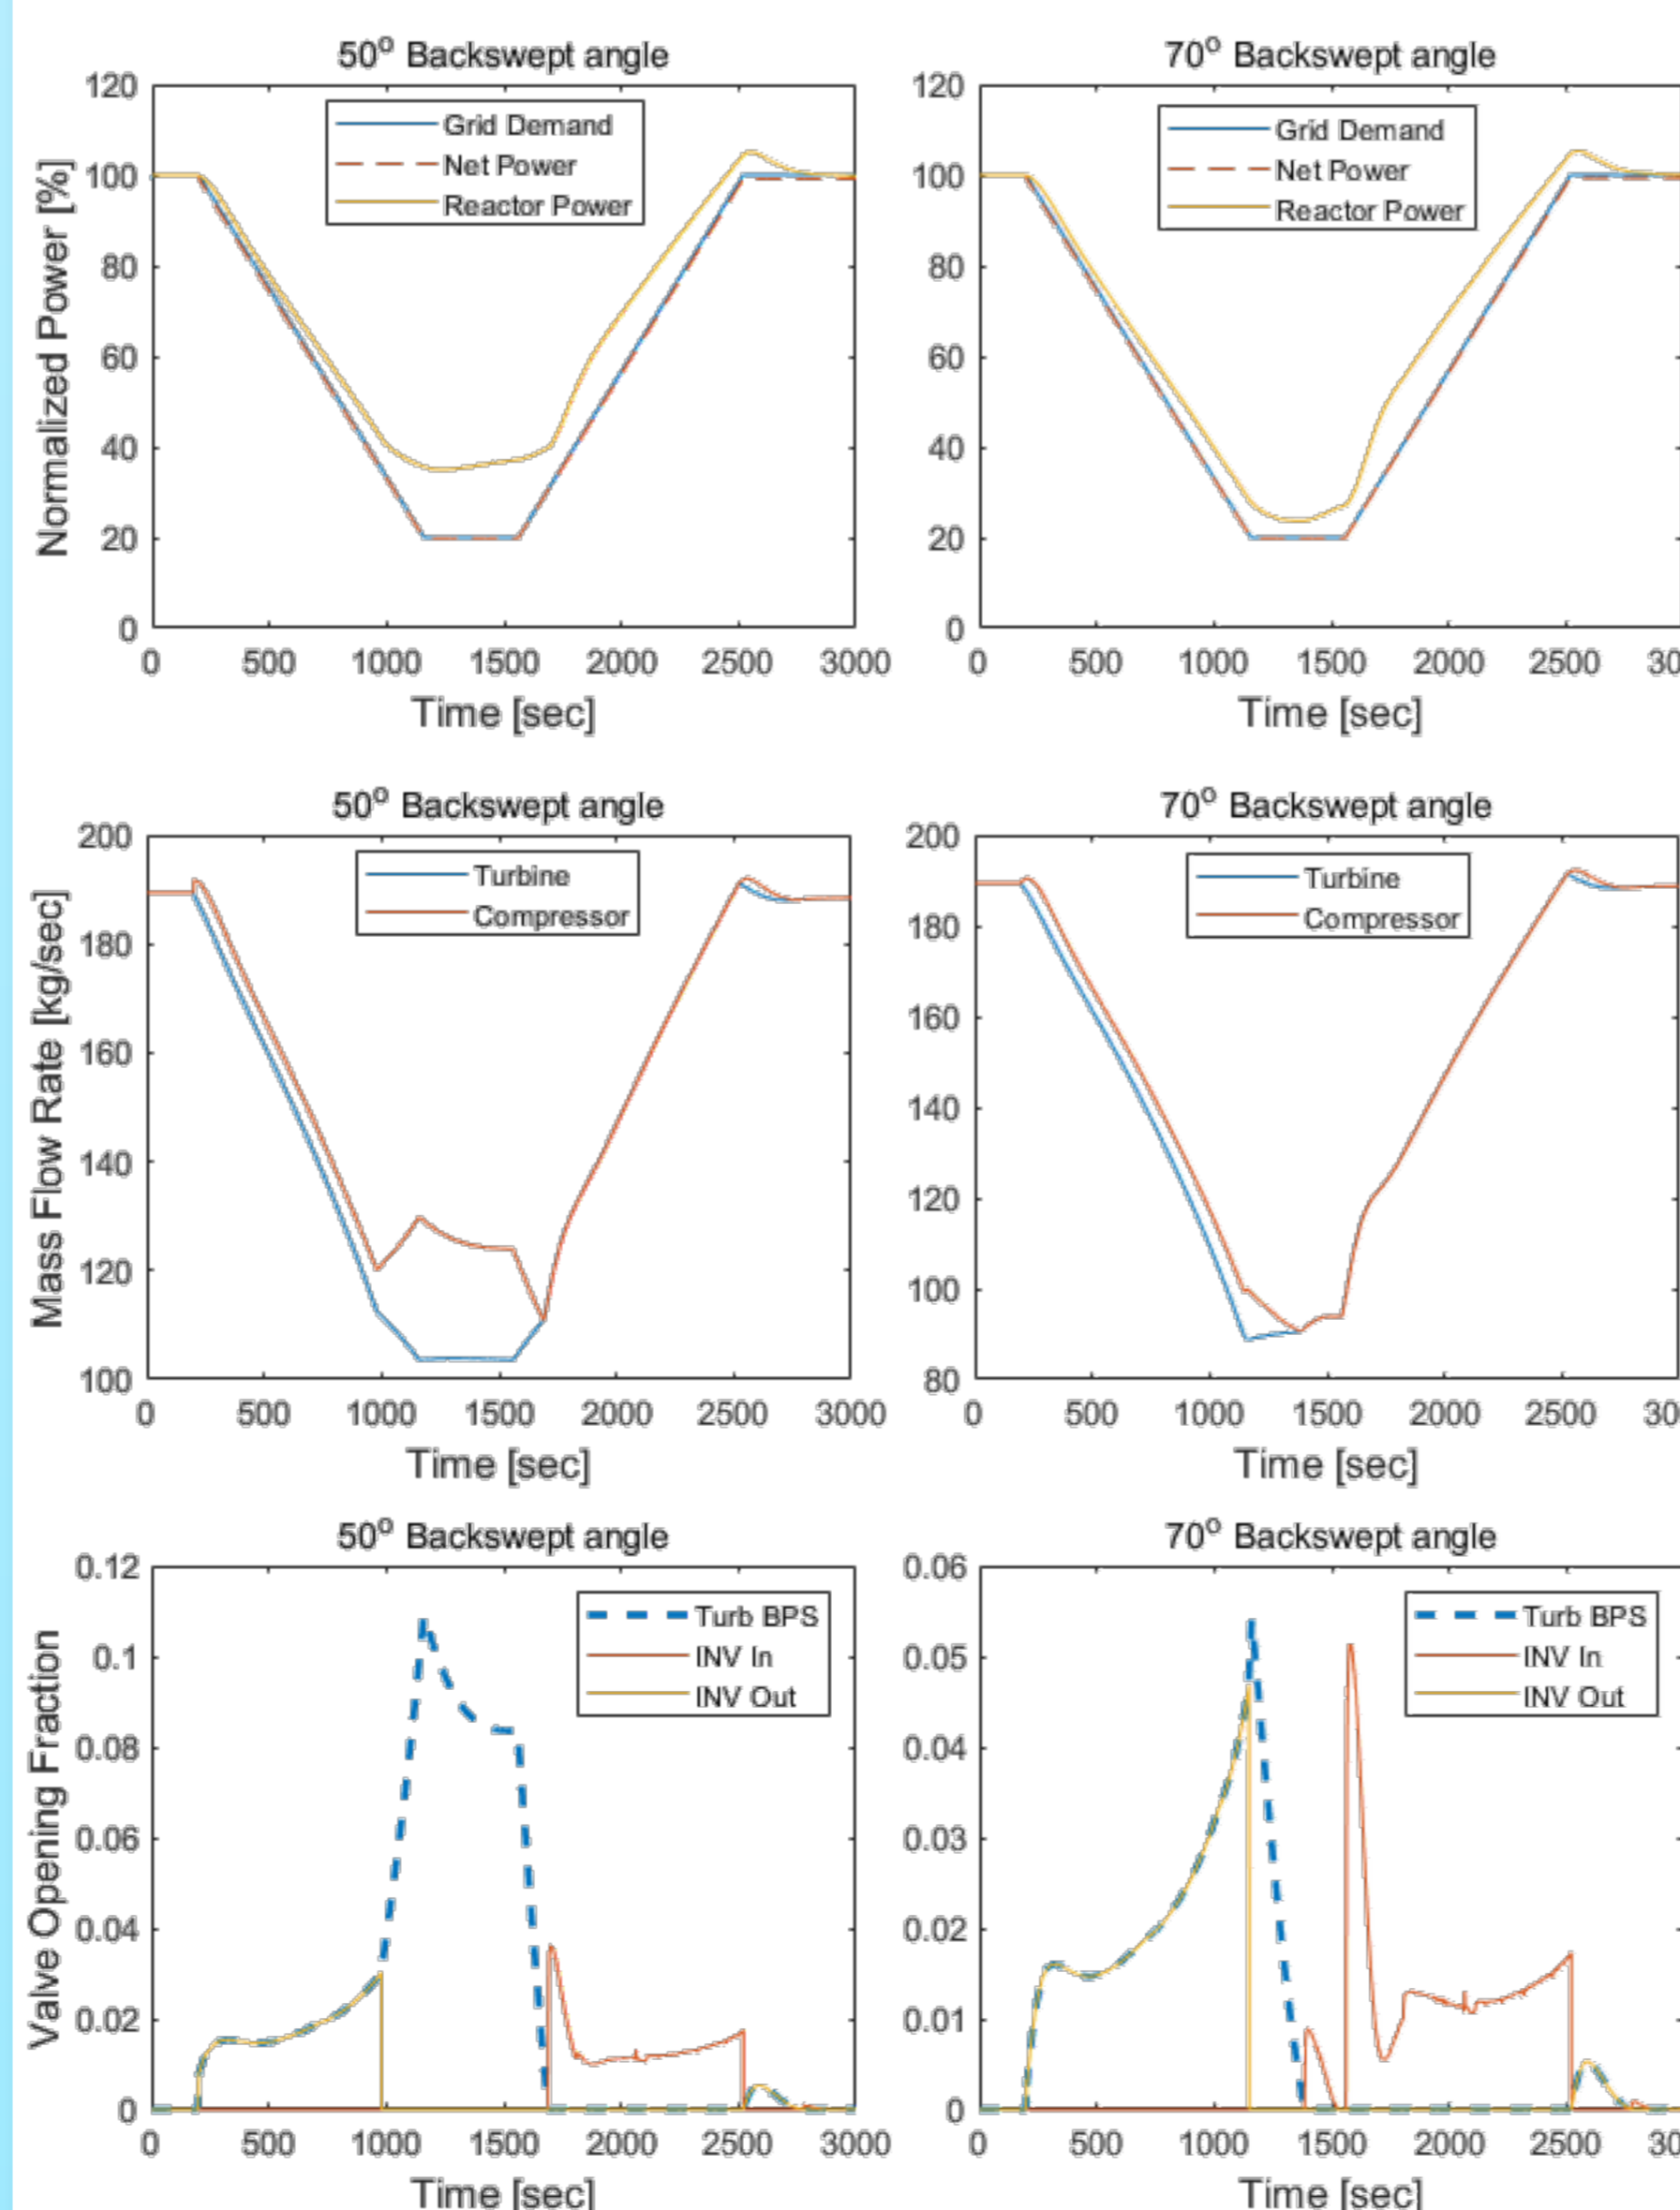 50° Backswept angle
120
100
80
60
40
20
0
Normalized Power [%]
Grid Demand
Net Power
Reactor Power
0 500 1000 1500 2000 2500 3000
Time [sec]
70° Backswept angle
120
100
80
60
40
20
0
Grid Demand
Net Power
Reactor Power
0 500 1000 1500 2000 2500 30
Time [sec]
50° Backswept angle
200
180
160
140
120
100
Mass Flow Rate [kg/sec]
Turbine
Compressor
0 500 1000 1500 2000 2500 3000
Time [sec]
70° Backswept angle
200
180
160
140
120
100
80
Turbine
Compressor
0 500 1000 1500 2000 2500 30
Time [sec]
50° Backswept angle
0.12
0.1
0.08
0.06
0.04
0.02
0
Valve Opening Fraction
Turb BPS
INV In
INV Out
0 500 1000 1500 2000 2500 3000
Time [sec]
70° Backswept angle
0.06
0.05
0.04
0.03
0.02
0.01
0
Turb BPS
INV In
INV Out
0 500 1000 1500 2000 2500 30
Time [sec]